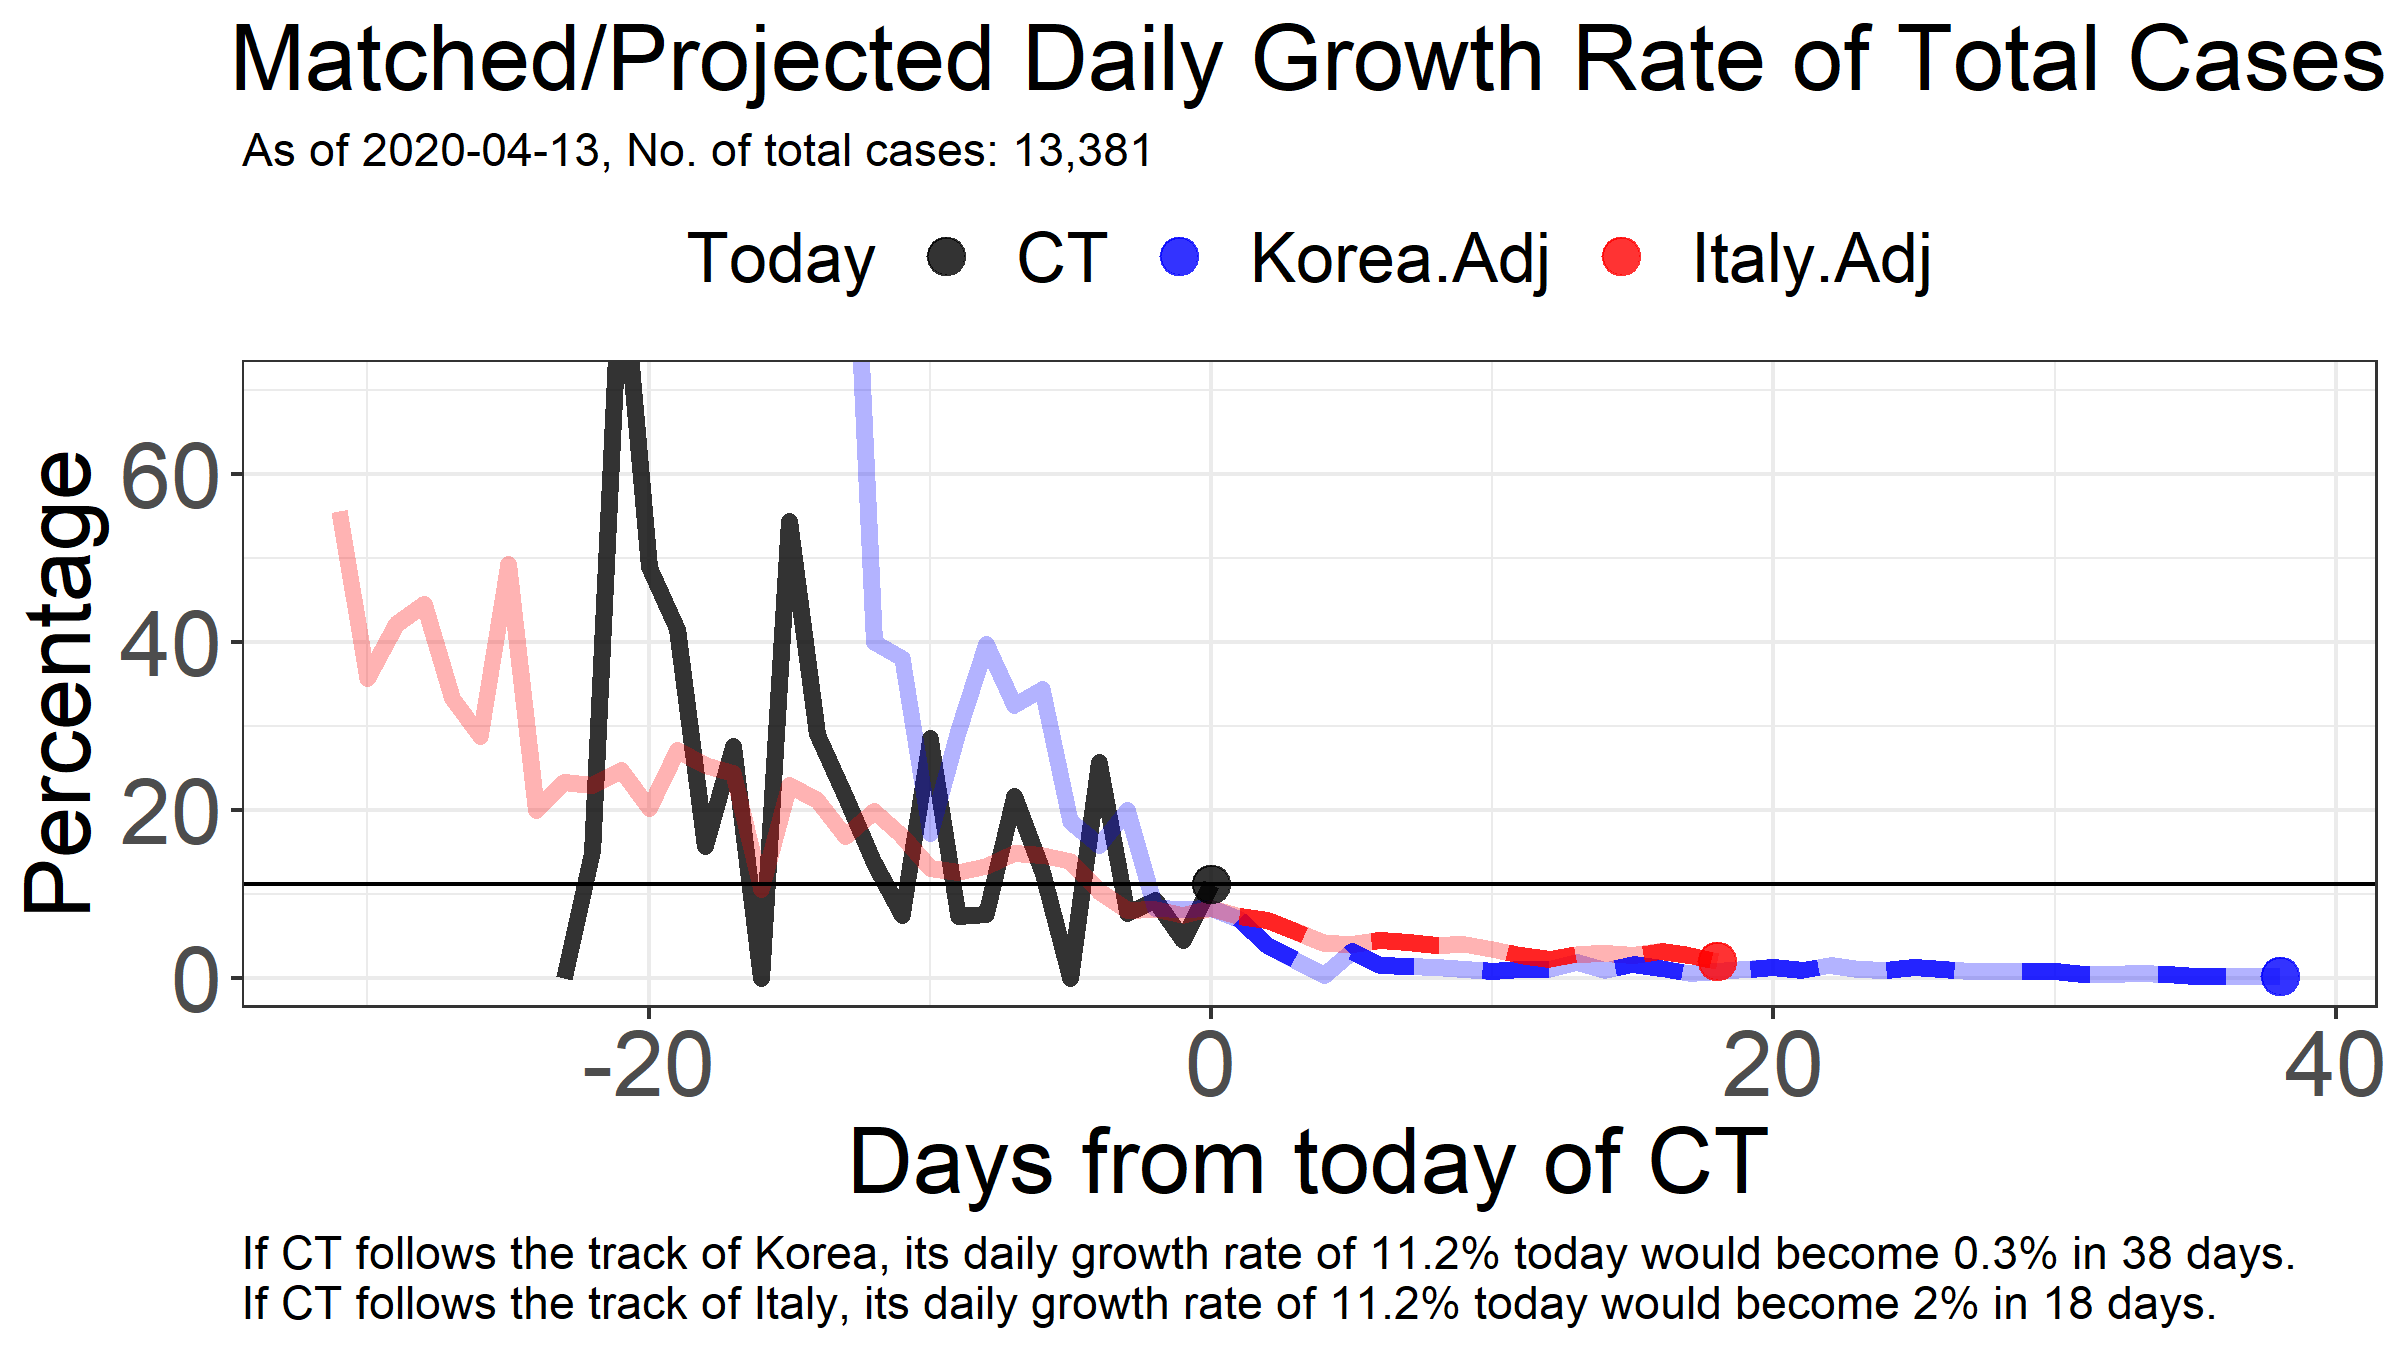 Matched/Projected Daily Growth Rate of Total Cases
As of 2020-04-13, No. of total cases: 13,381
Today CT Korea.Adj Italy.Adj
Percentage
60
40
20
0
-20 0 20 40
Days from today of CT
If CT follows the track of Korea, its daily growth rate of 11.2% today would become 0.3% in 38 days.
If CT follows the track of Italy, its daily growth rate of 11.2% today would become 2% in 18 days.